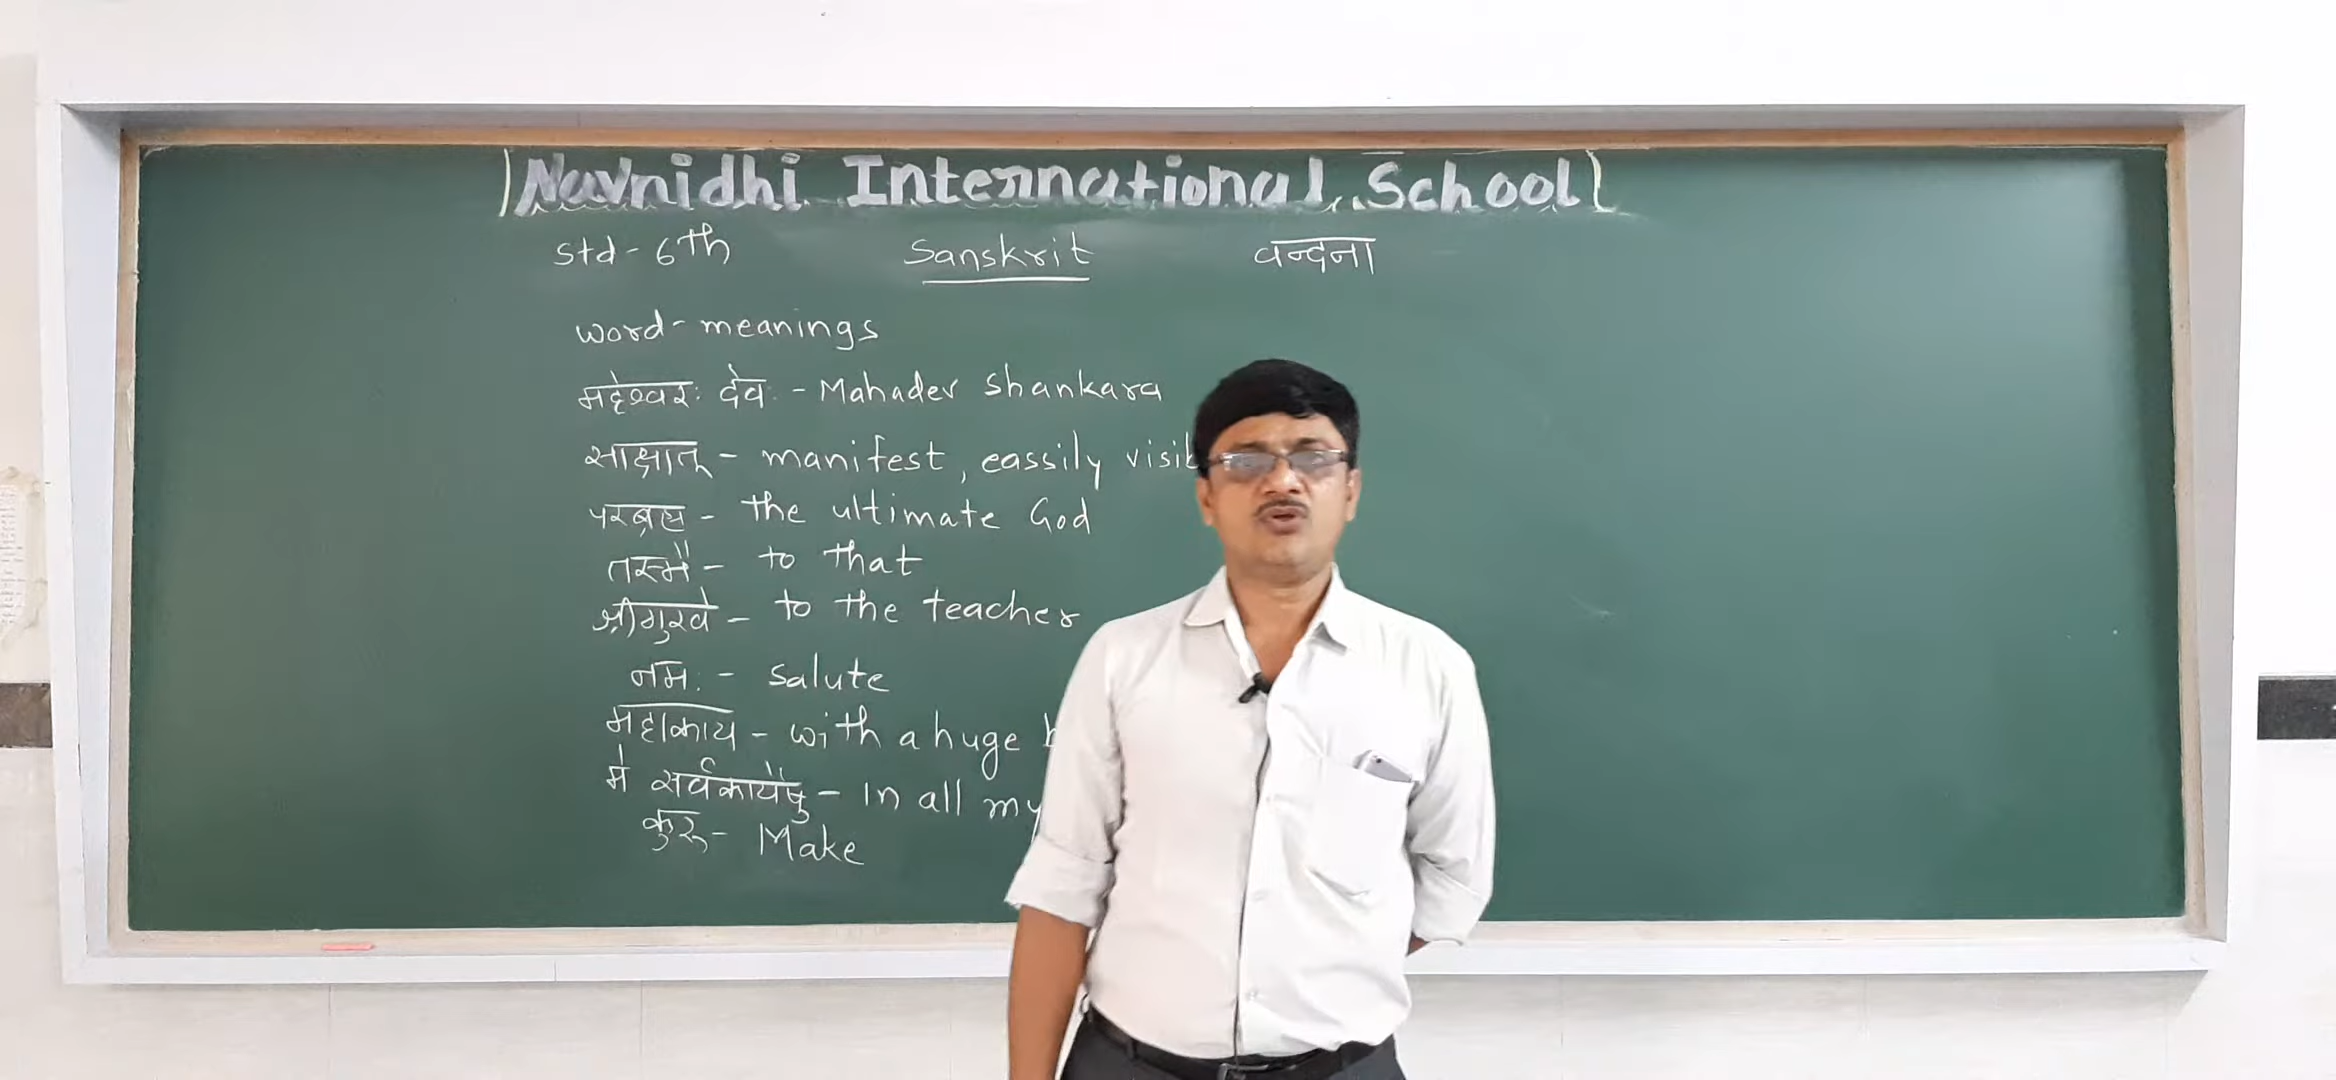 Navnidhi International School
Std - 6th Sanskrit वन्दना
word - meanings
महेश्वरः देवः - Mahadev Shankara
साक्षात् - manifest, eassily
परब्रह्म - the ultimate God
तस्मै - to that
श्रीगुरवे - to the teacher
नमः - salute
महाकाय - with a huge
मे सर्वकार्येषु - in all my
कुरु - Make